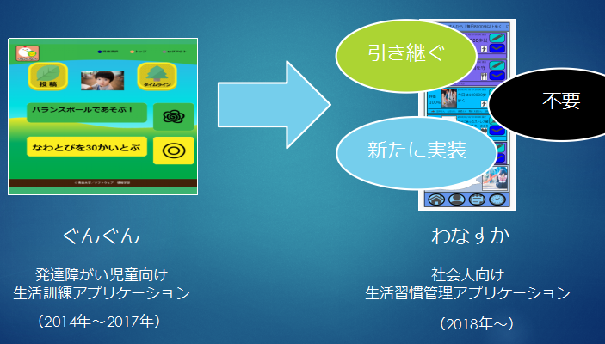 投稿
タイムライン
バランスボールであそぶ！
なわとびを30かいとぶ
引き継ぐ
不要
新たに実装
ぐんぐん
発達障がい児童向け
生活訓練アプリケーション
（2014年～2017年）
わなすか
社会人向け
生活習慣管理アプリケーション
（2018年～）